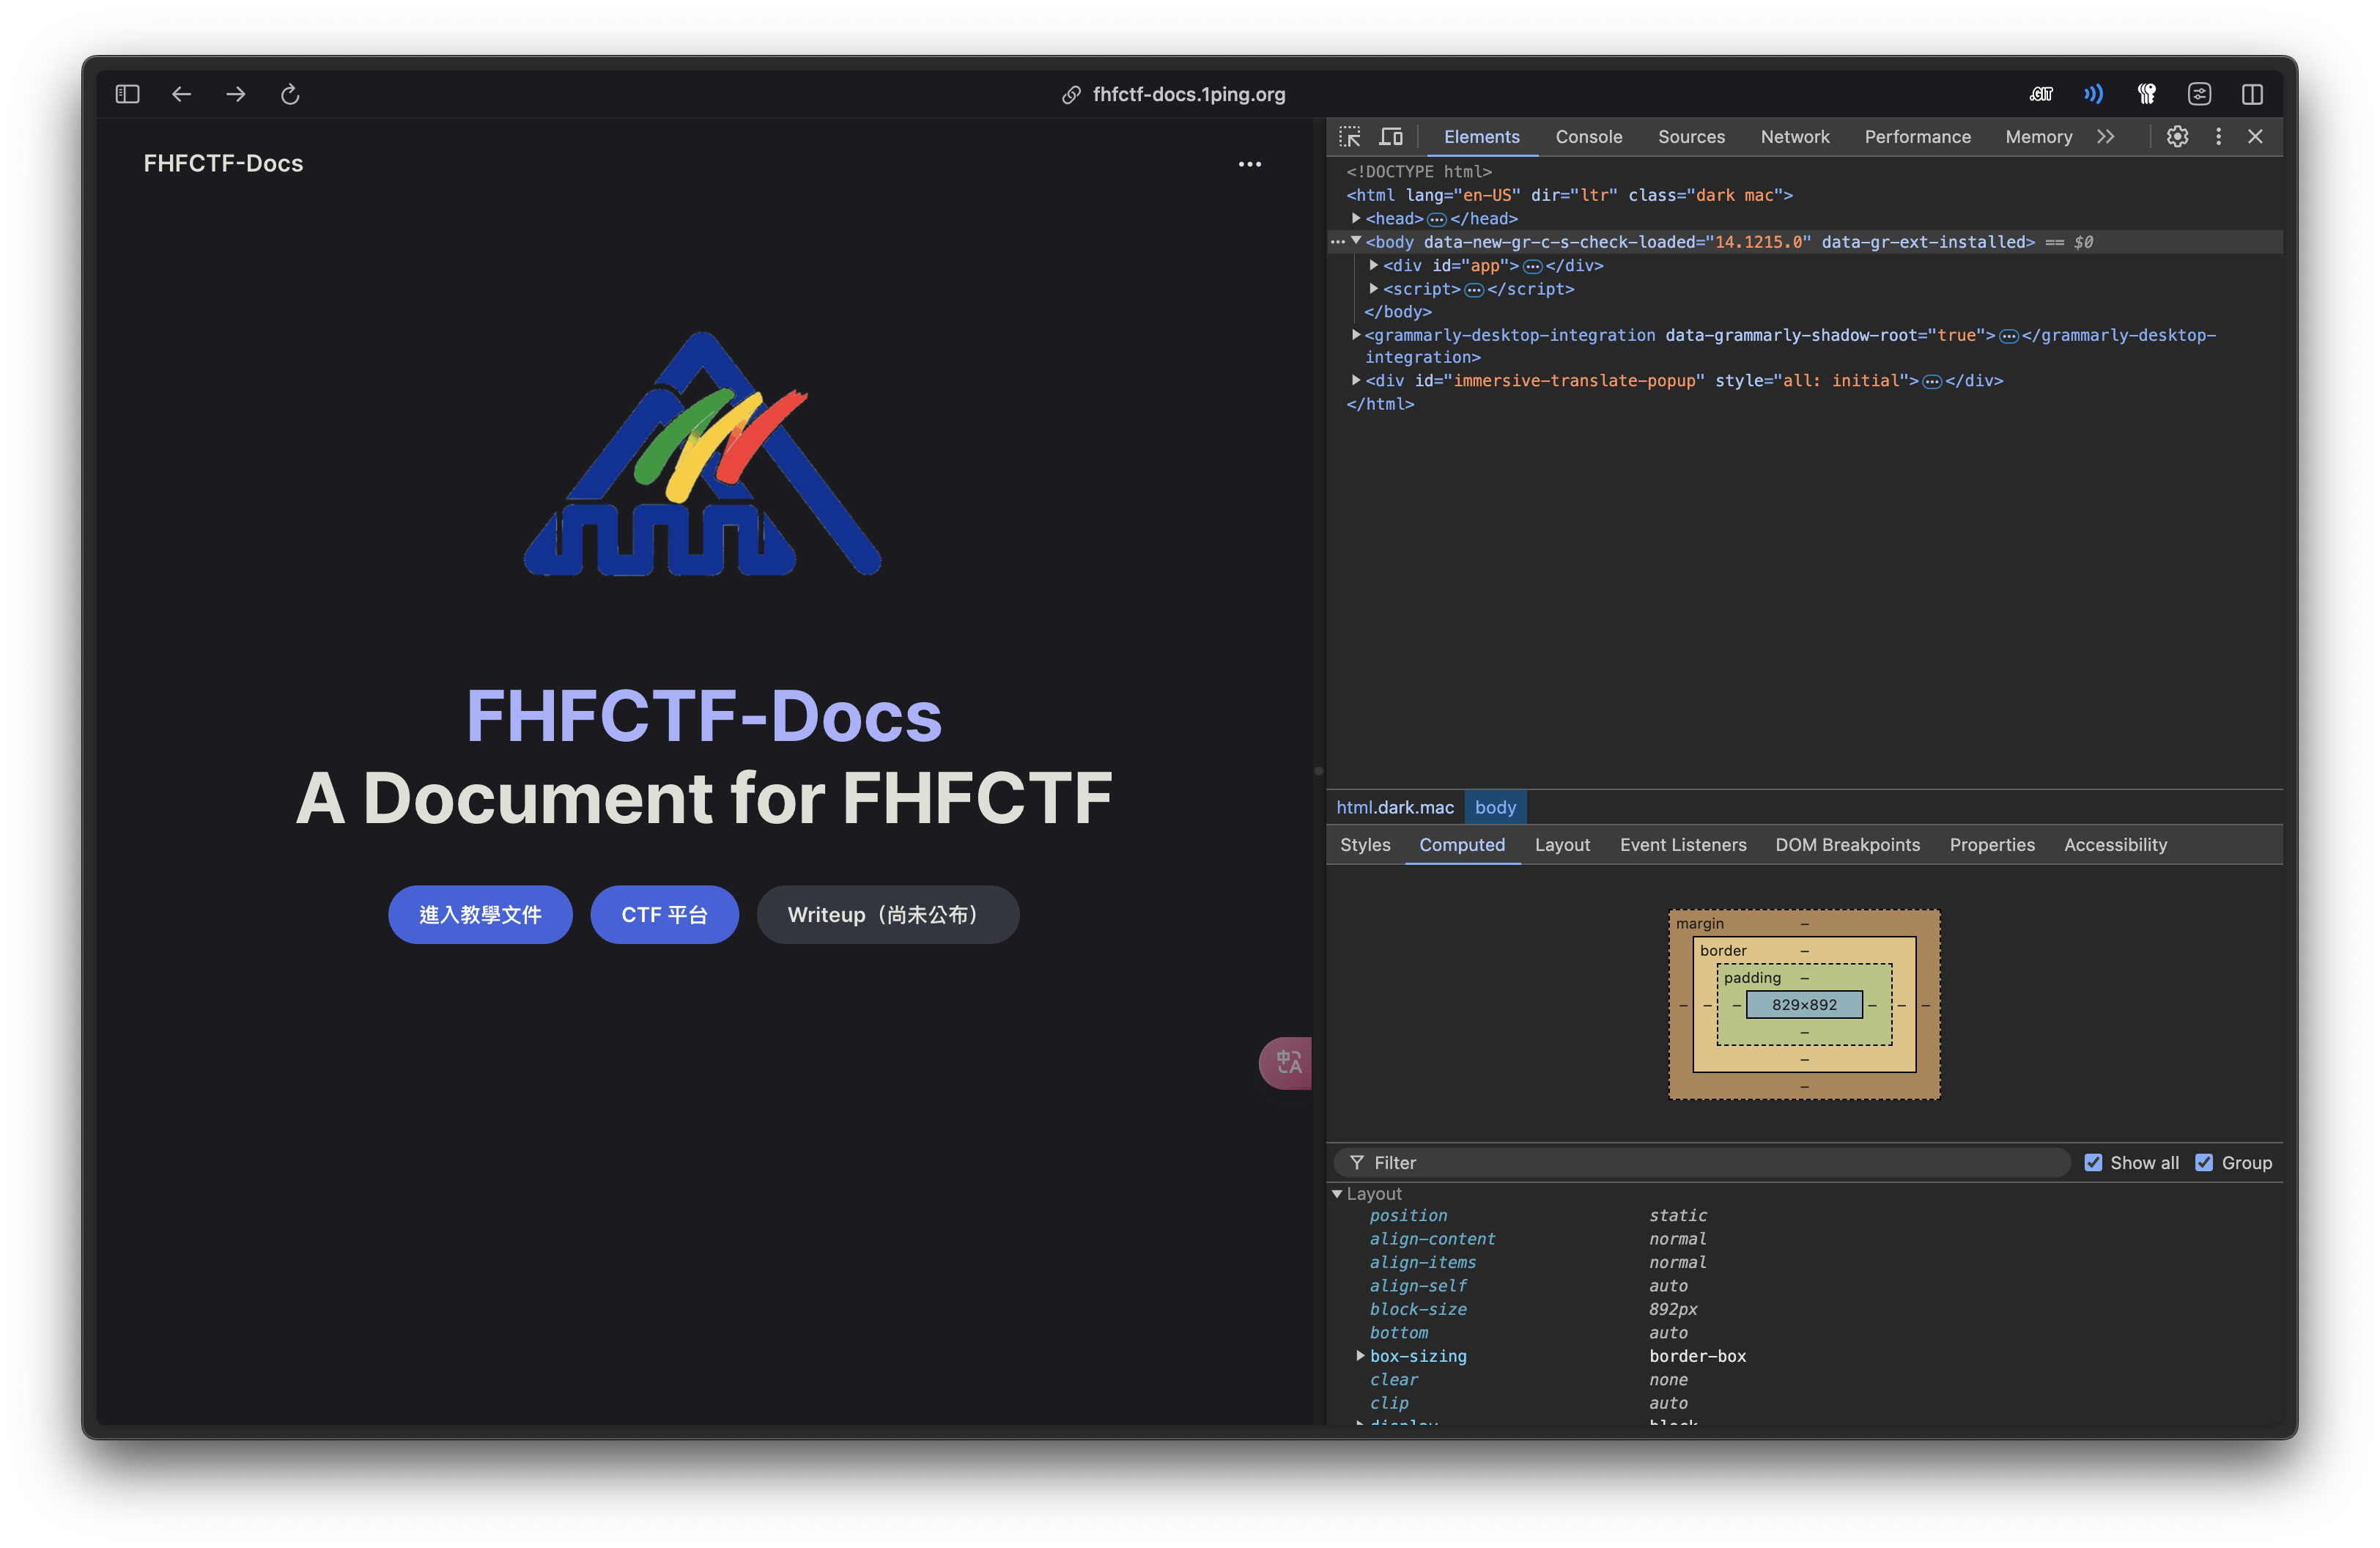 fhfctf-docs.1ping.org
.GIT
FHFCTF-Docs
FHFCTF-Docs
A Document for FHFCTF
進入教學文件
CTF 平台
Writeup（尚未公布）
中A
Elements Console Sources Network Performance Memory
<!DOCTYPE html>
<html lang="en-US" dir="ltr" class="dark mac">
<head>…</head>
<body data-new-gr-c-s-check-loaded="14.1215.0" data-gr-ext-installed> == $0
<div id="app">…</div>
<script>…</script>
</body>
<grammarly-desktop-integration data-grammarly-shadow-root="true">…</grammarly-desktop-
integration>
<div id="immersive-translate-popup" style="all: initial">…</div>
</html>
html.dark.mac body
Styles Computed Layout Event Listeners DOM Breakpoints Properties Accessibility
margin –
border –
padding –
– – – 829×892 – – –
–
–
–
Filter Show all Group
Layout
position static
align-content normal
align-items normal
align-self auto
block-size 892px
bottom auto
box-sizing border-box
clear none
clip auto
display block